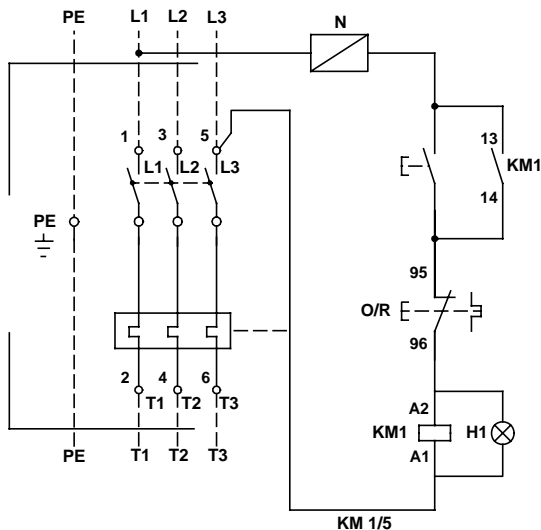 PE L1 L2 L3 N
1 3 5 13
L1 L2 L3 KM1
14
PE
95
O/R
96
2 4 6
T1 T2 T3
A2
KM1 H1
A1
PE T1 T2 T3
KM 1/5